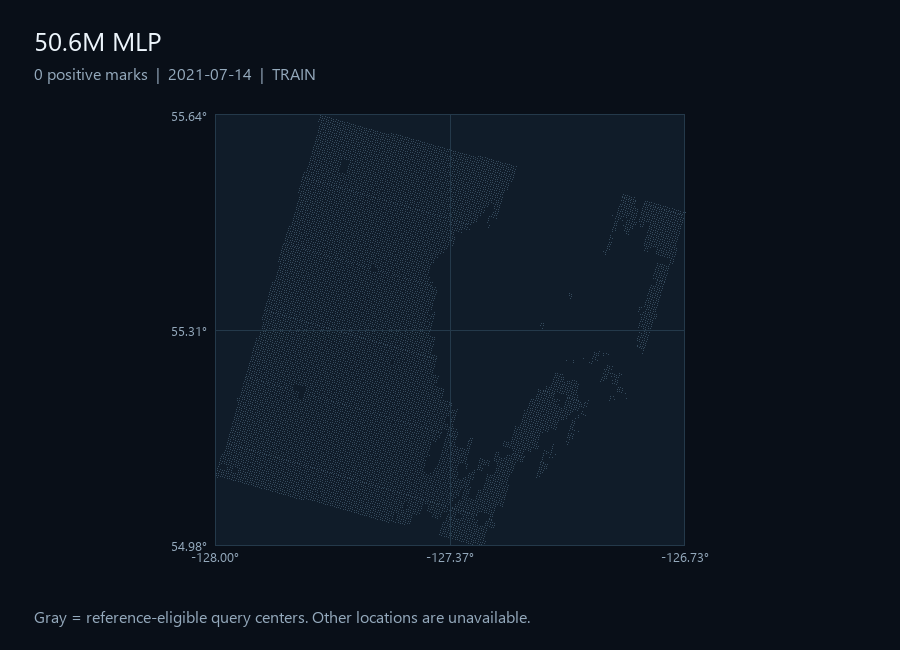 50.6M MLP
0 positive marks | 2021-07-14 | TRAIN
55.64°
55.31°
54.98°
-128.00°
-127.37°
-126.73°
Gray = reference-eligible query centers. Other locations are unavailable.